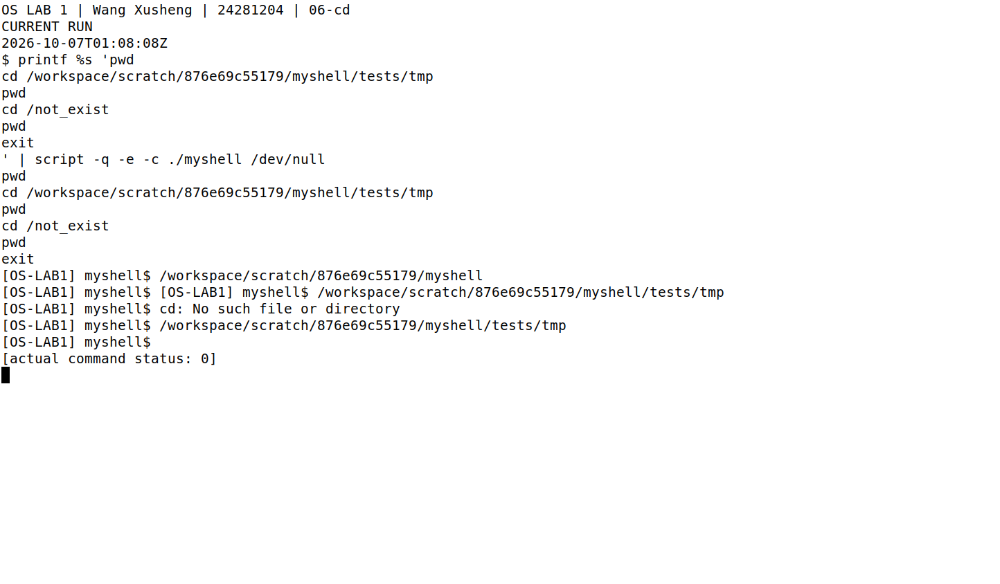 OS LAB 1 | Wang Xusheng | 24281204 | 06-cd
CURRENT RUN
2026-10-07T01:08:08Z
$ printf %s 'pwd
cd /workspace/scratch/876e69c55179/myshell/tests/tmp
pwd
cd /not_exist
pwd
exit
' | script -q -e -c ./myshell /dev/null
pwd
cd /workspace/scratch/876e69c55179/myshell/tests/tmp
pwd
cd /not_exist
pwd
exit
[OS-LAB1] myshell$ /workspace/scratch/876e69c55179/myshell
[OS-LAB1] myshell$ [OS-LAB1] myshell$ /workspace/scratch/876e69c55179/myshell/tests/tmp
[OS-LAB1] myshell$ cd: No such file or directory
[OS-LAB1] myshell$ /workspace/scratch/876e69c55179/myshell/tests/tmp
[OS-LAB1] myshell$
[actual command status: 0]